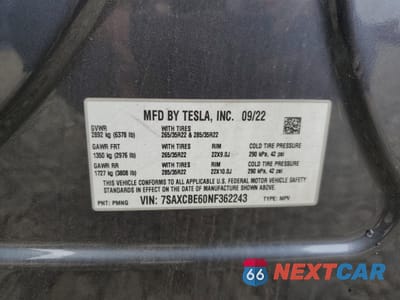 MFD BY TESLA, INC. 09/22
GVWR WITH TIRES
2892 kg (6378 lb) 265/35R22 & 285/35R22
GAWR FRT WITH TIRES RIM COLD TIRE PRESSURE
1350 kg (2976 lb) 265/35R22 22X9.0J 290 kPa, 42 psi
GAWR RR WITH TIRES RIM COLD TIRE PRESSURE
1727 kg (3808 lb) 285/35R22 22X10.0J 290 kPa, 42 psi
THIS VEHICLE CONFORMS TO ALL APPLICABLE U.S. FEDERAL MOTOR VEHICLE
SAFETY STANDARDS IN EFFECT ON THE DATE OF MANUFACTURE SHOWN ABOVE.
PCT: PMNG VIN: 7SAXCBE60NF362243 TYPE: MPV
66 NEXTCAR